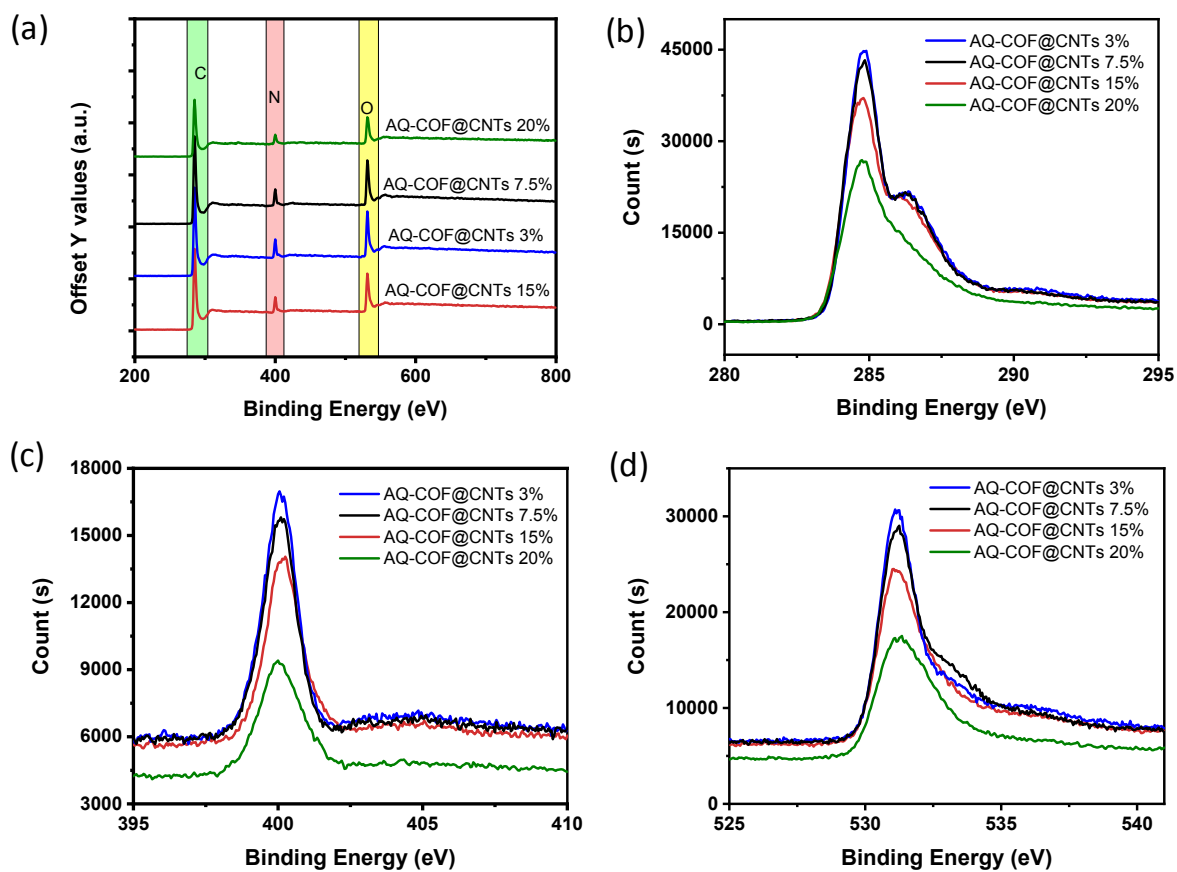 (a)
Offset Y values (a.u.)
C
N
O
AQ-COF@CNTs 20%
AQ-COF@CNTs 7.5%
AQ-COF@CNTs 3%
AQ-COF@CNTs 15%
200 400 600 800
Binding Energy (eV)
(b)
Count (s)
45000
30000
15000
0
AQ-COF@CNTs 3%
AQ-COF@CNTs 7.5%
AQ-COF@CNTs 15%
AQ-COF@CNTs 20%
280 285 290 295
Binding Energy (eV)
(c)
Count (s)
18000
15000
12000
9000
6000
3000
AQ-COF@CNTs 3%
AQ-COF@CNTs 7.5%
AQ-COF@CNTs 15%
AQ-COF@CNTs 20%
395 400 405 410
Binding Energy (eV)
(d)
Count (s)
30000
20000
10000
0
AQ-COF@CNTs 3%
AQ-COF@CNTs 7.5%
AQ-COF@CNTs 15%
AQ-COF@CNTs 20%
525 530 535 540
Binding Energy (eV)